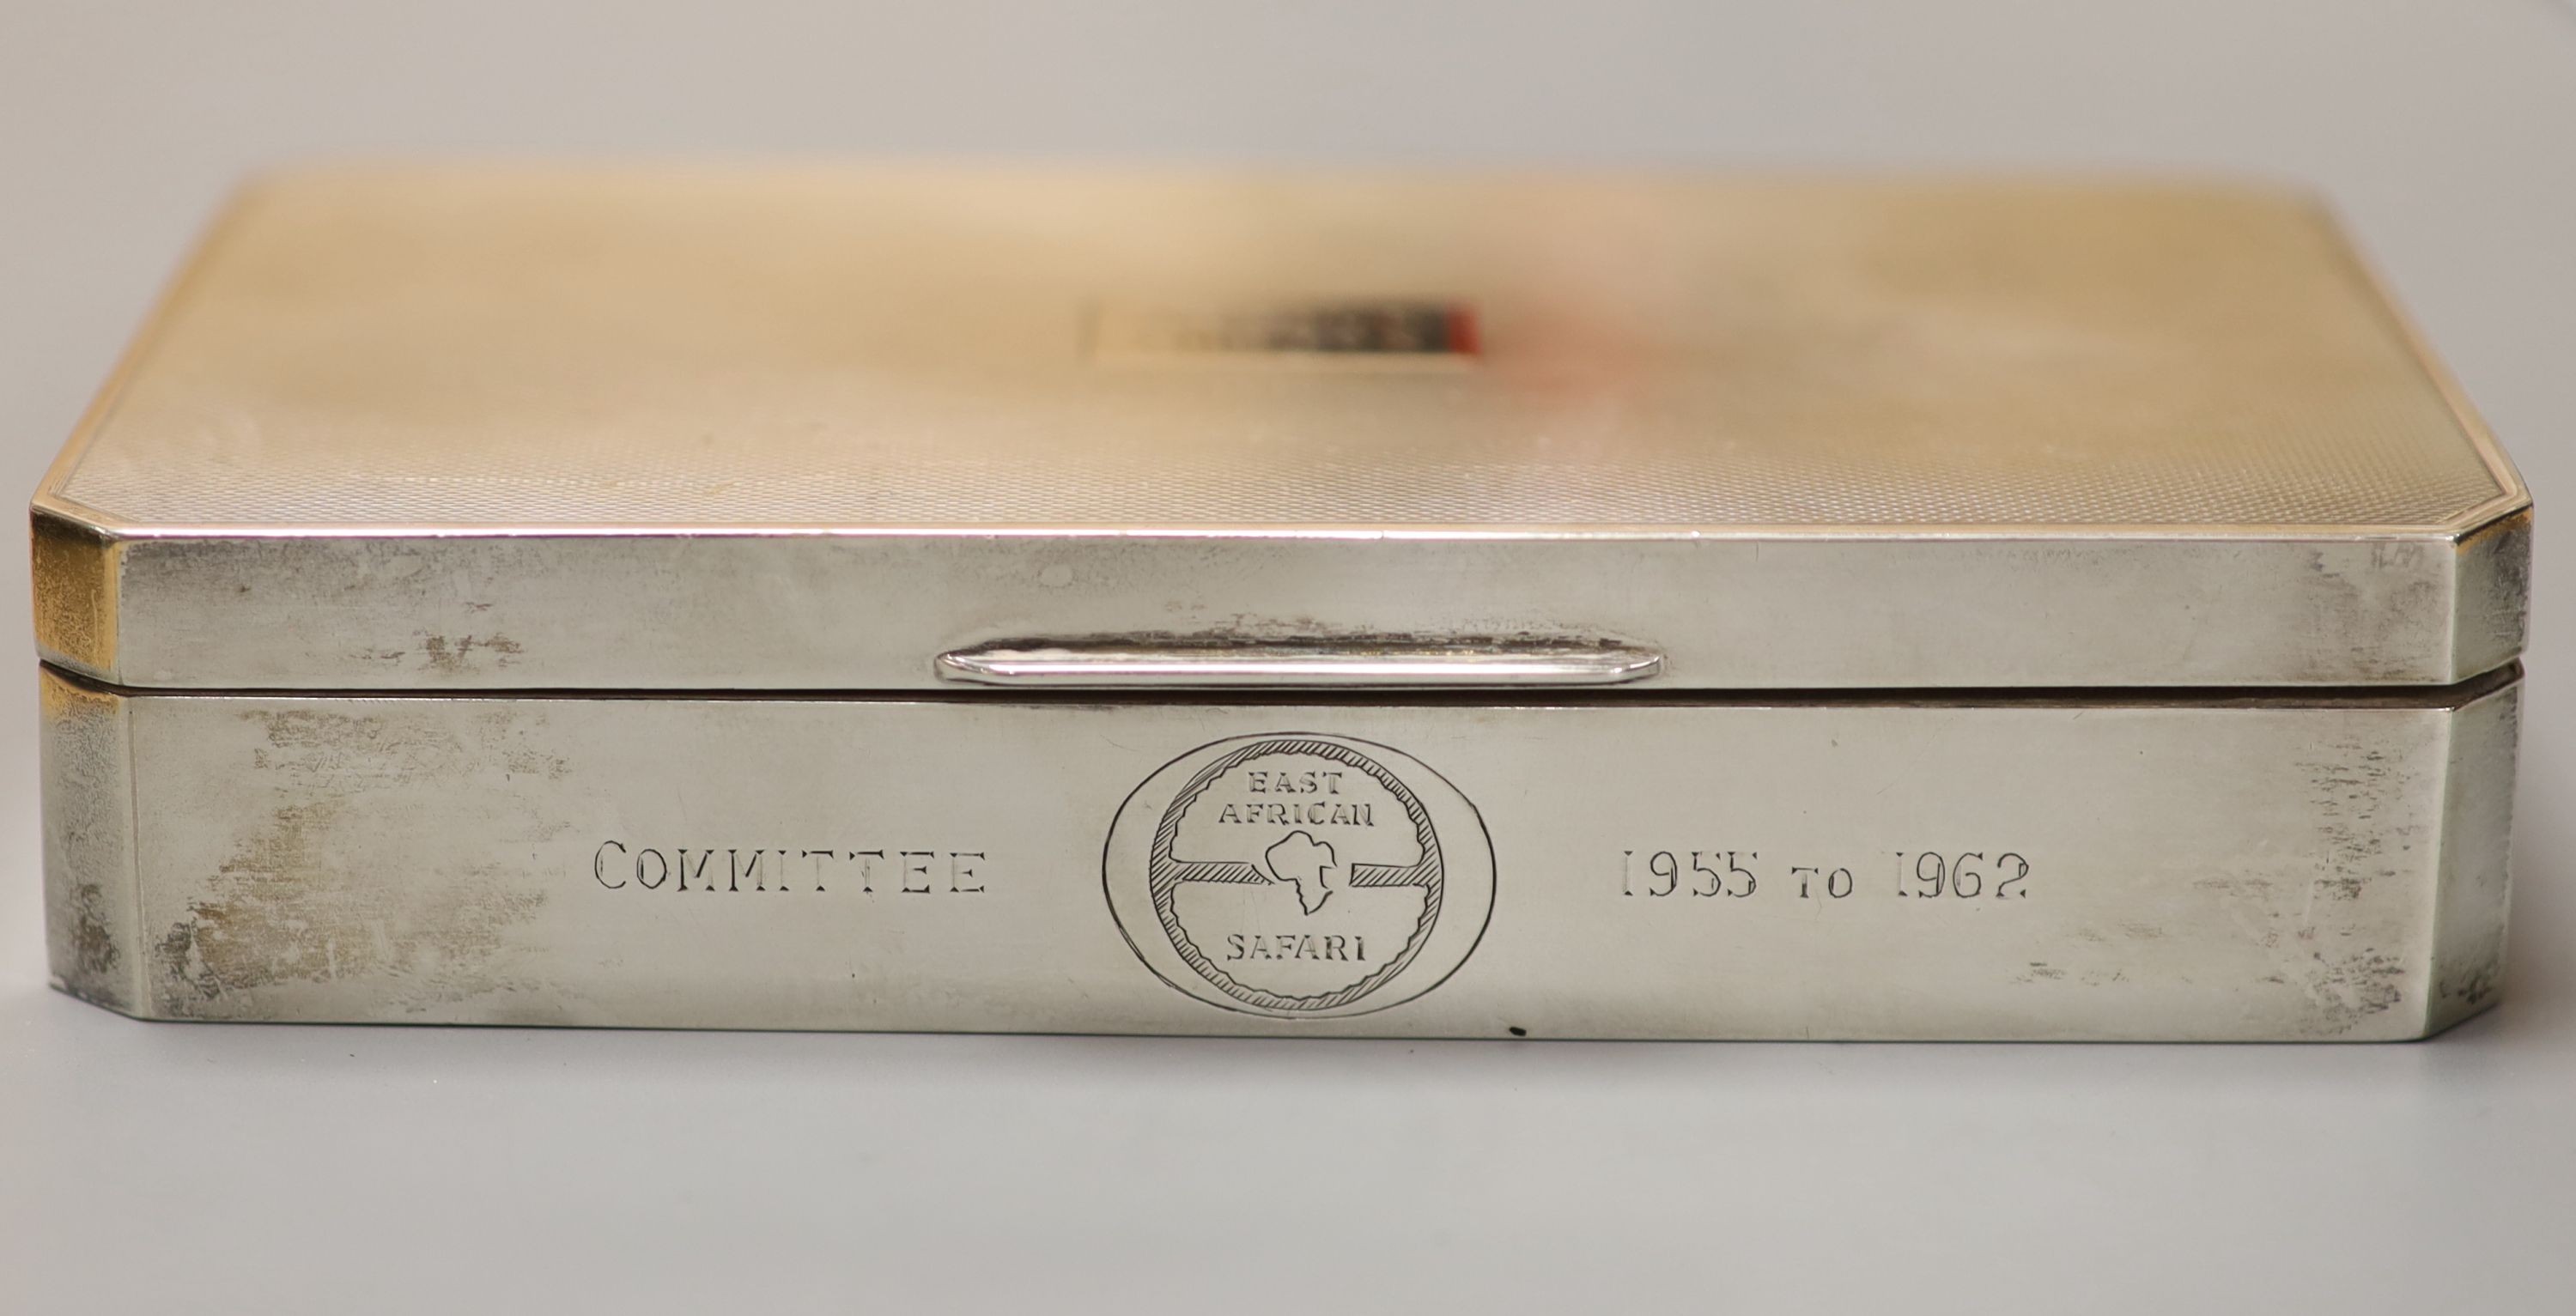 COMMITTEE
EAST
AFRICAN
SAFARI
1955 TO 1962